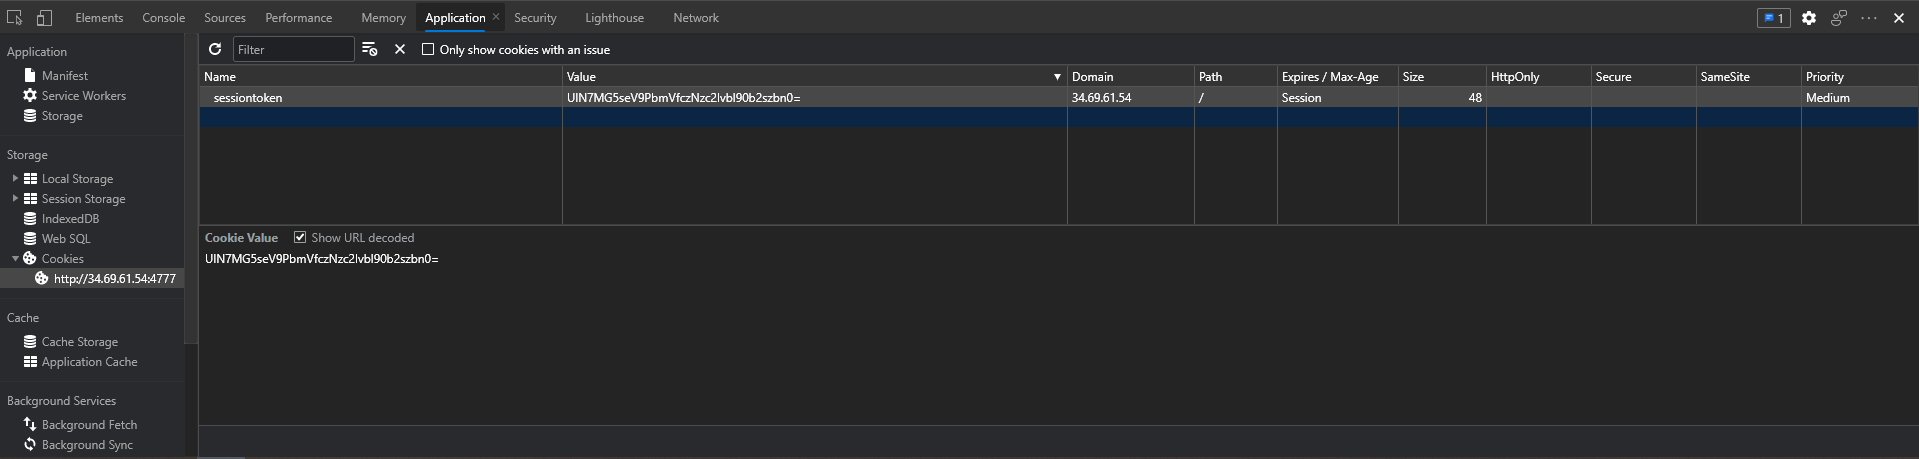 Elements Console Sources Performance Memory Application Security Lighthouse Network 1
Application
Manifest
Service Workers
Storage
Storage
Local Storage
Session Storage
IndexedDB
Web SQL
Cookies
http://34.69.61.54:4777
Cache
Cache Storage
Application Cache
Background Services
Background Fetch
Background Sync
Filter Only show cookies with an issue
Name Value Domain Path Expires / Max-Age Size HttpOnly Secure SameSite Priority
sessiontoken UlN7MG5seV9PbmVfczNzc2lvbl90b2szbn0= 34.69.61.54 / Session 48 Medium
Cookie Value Show URL decoded
UlN7MG5seV9PbmVfczNzc2lvbl90b2szbn0=